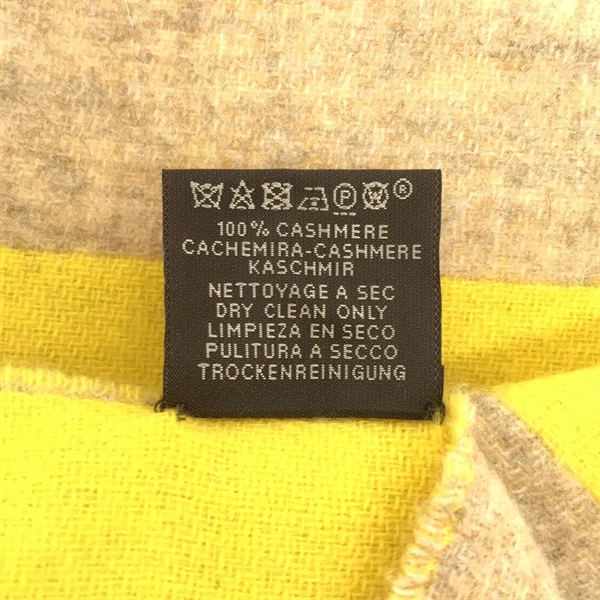 P W ®
100% CASHMERE
CACHEMIRA-CASHMERE
KASCHMIR
NETTOYAGE A SEC
DRY CLEAN ONLY
LIMPIEZA EN SECO
PULITURA A SECCO
TROCKENREINIGUNG